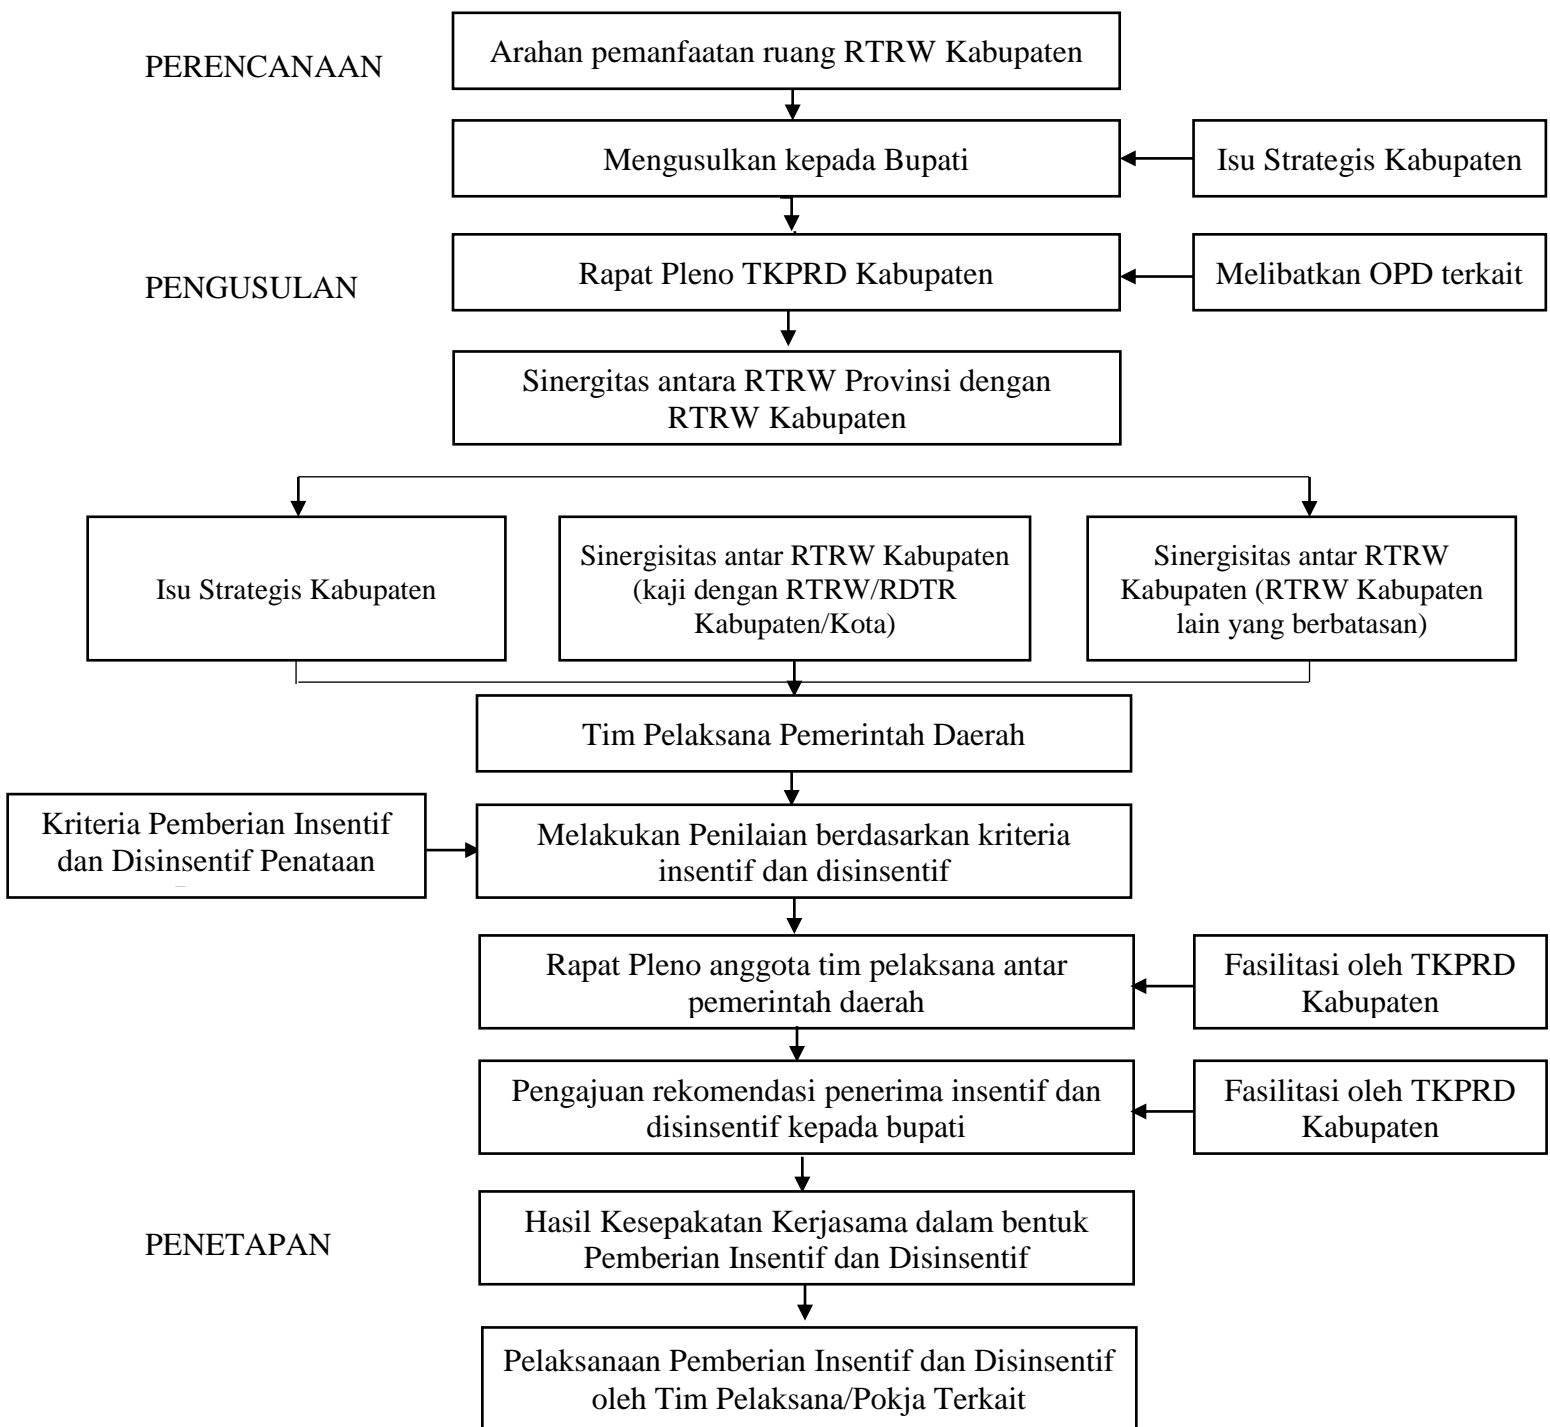 PERENCANAAN
Arahan pemanfaatan ruang RTRW Kabupaten
Mengusulkan kepada Bupati
Isu Strategis Kabupaten
PENGUSULAN
Rapat Pleno TKPRD Kabupaten
Melibatkan OPD terkait
Sinergitas antara RTRW Provinsi dengan
RTRW Kabupaten
Isu Strategis Kabupaten
Sinergisitas antar RTRW Kabupaten
(kaji dengan RTRW/RDTR
Kabupaten/Kota)
Sinergisitas antar RTRW
Kabupaten (RTRW Kabupaten
lain yang berbatasan)
Tim Pelaksana Pemerintah Daerah
Kriteria Pemberian Insentif
dan Disinsentif Penataan
Melakukan Penilaian berdasarkan kriteria
insentif dan disinsentif
Rapat Pleno anggota tim pelaksana antar
pemerintah daerah
Fasilitasi oleh TKPRD
Kabupaten
Pengajuan rekomendasi penerima insentif dan
disinsentif kepada bupati
Fasilitasi oleh TKPRD
Kabupaten
PENETAPAN
Hasil Kesepakatan Kerjasama dalam bentuk
Pemberian Insentif dan Disinsentif
Pelaksanaan Pemberian Insentif dan Disinsentif
oleh Tim Pelaksana/Pokja Terkait